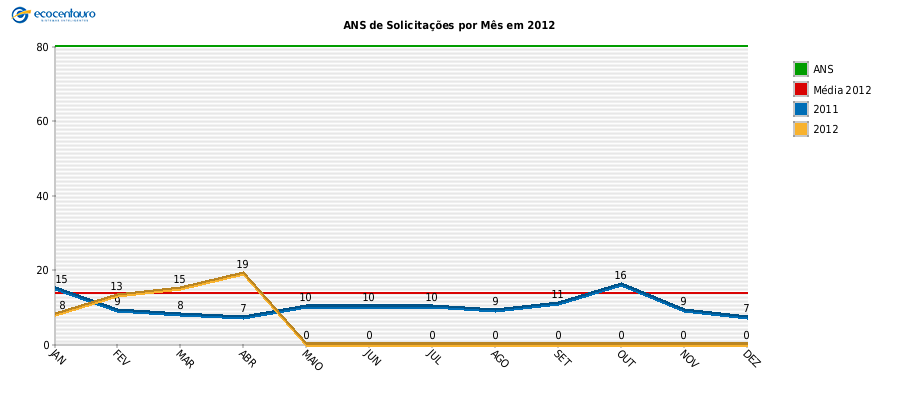 ecocentauro
ANS de Solicitações por Mês em 2012
80
60
40
20
0
15 13 15 19 10 10 10 9 11 16 9 7
8 9 8 7 0 0 0 0 0 0 0 0
JAN FEV MAR ABR MAIO JUN JUL AGO SET OUT NOV DEZ
ANS
Média 2012
2011
2012